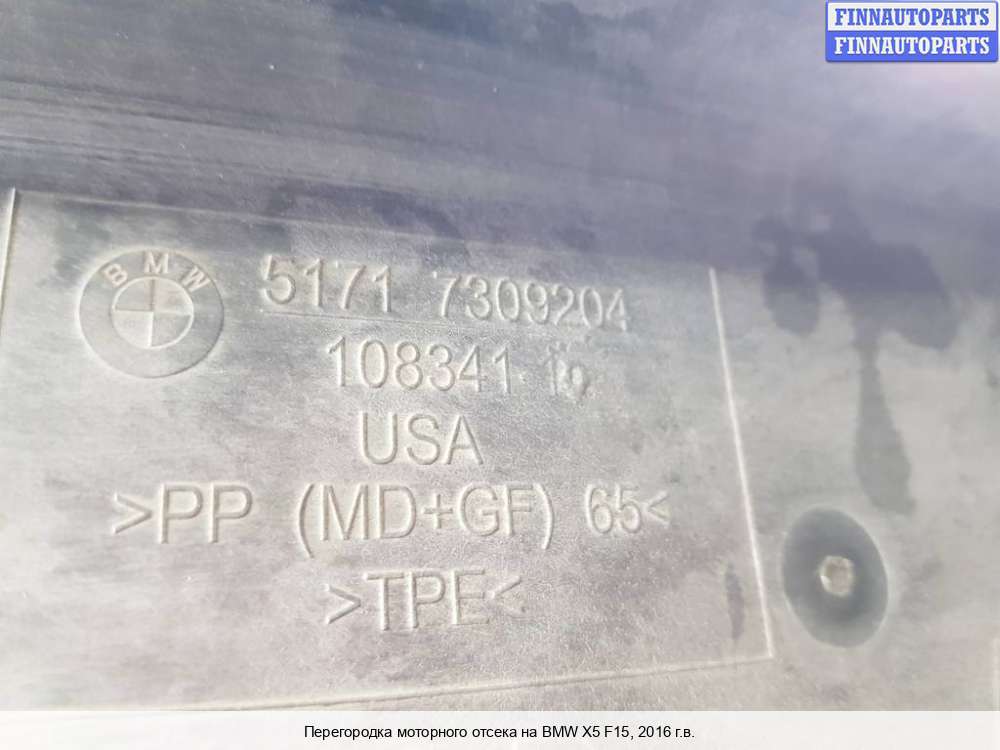 FINNAUTOPARTS
FINNAUTOPARTS
BMW
5171 7309204
108341 10
USA
>PP (MD+GF) 65<
>TPE<
Перегородка моторного отсека на BMW X5 F15, 2016 г.в.